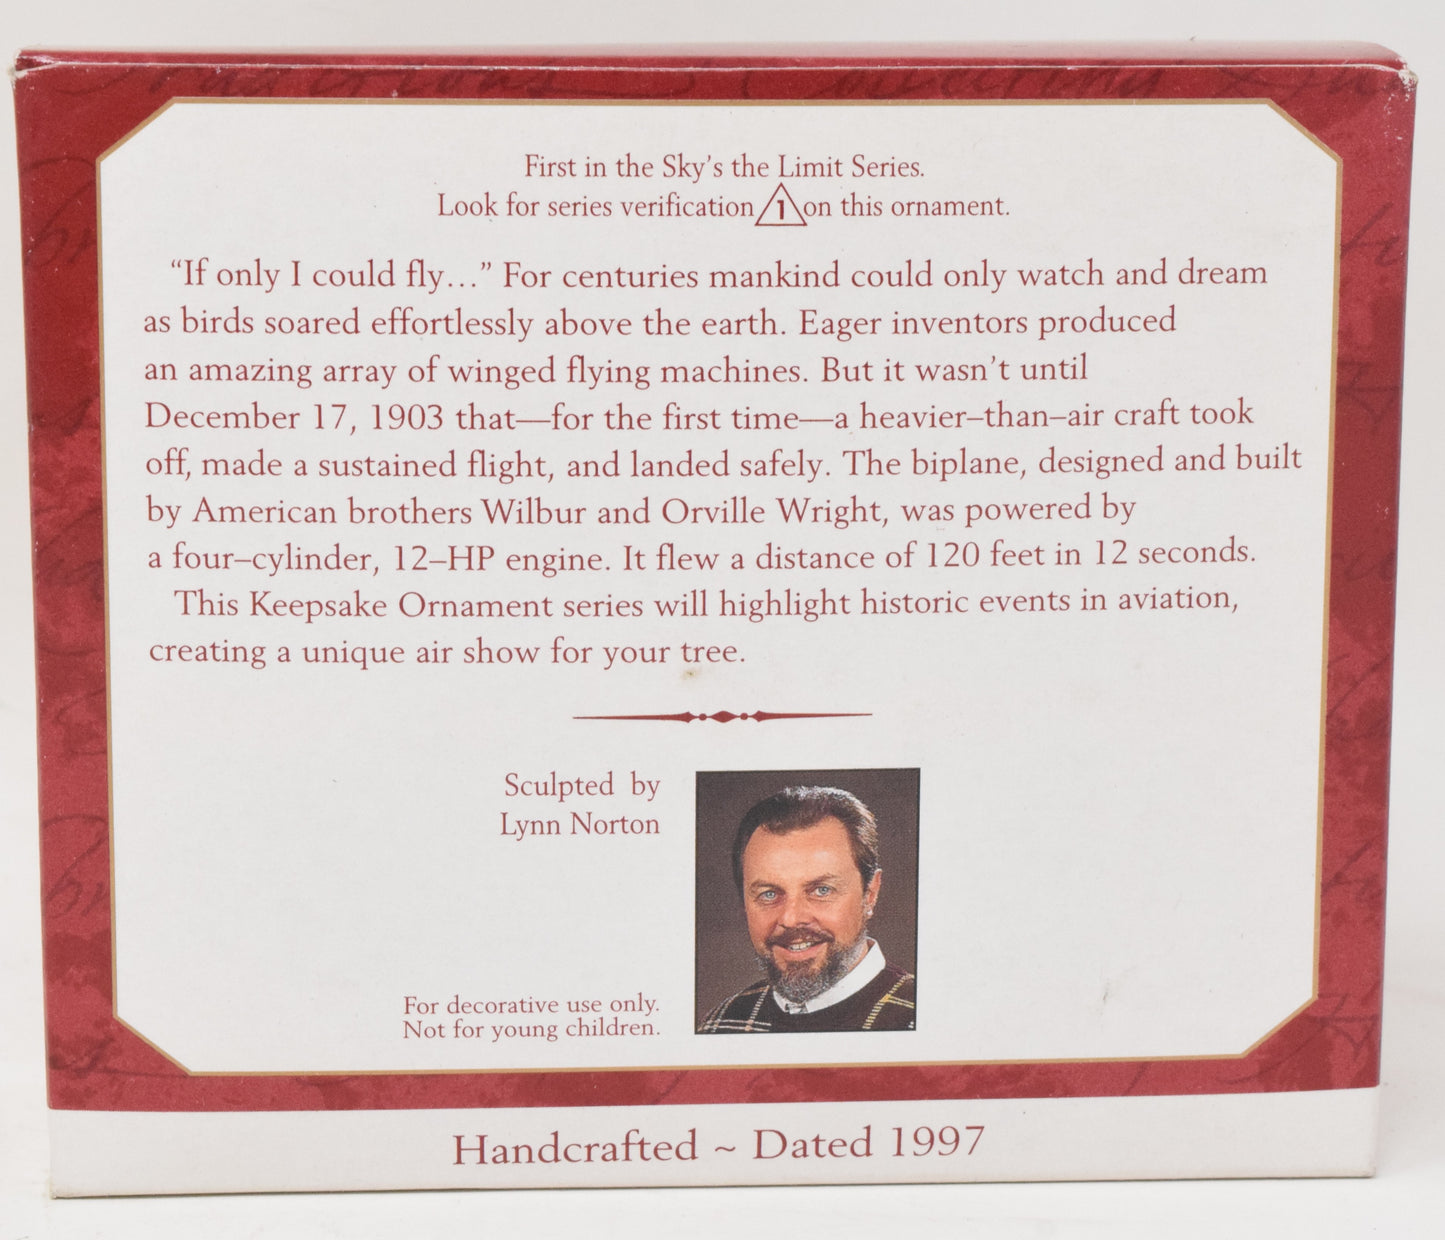 First in the Sky's the Limit Series.
Look for series verification 1 on this ornament.
“If only I could fly...” For centuries mankind could only watch and dream
as birds soared effortlessly above the earth. Eager inventors produced
an amazing array of winged flying machines. But it wasn't until
December 17, 1903 that—for the first time—a heavier–than–air craft took
off, made a sustained flight, and landed safely. The biplane, designed and built
by American brothers Wilbur and Orville Wright, was powered by
a four–cylinder, 12–HP engine. It flew a distance of 120 feet in 12 seconds.
This Keepsake Ornament series will highlight historic events in aviation,
creating a unique air show for your tree.
Sculpted by
Lynn Norton
For decorative use only.
Not for young children.
Handcrafted ~ Dated 1997